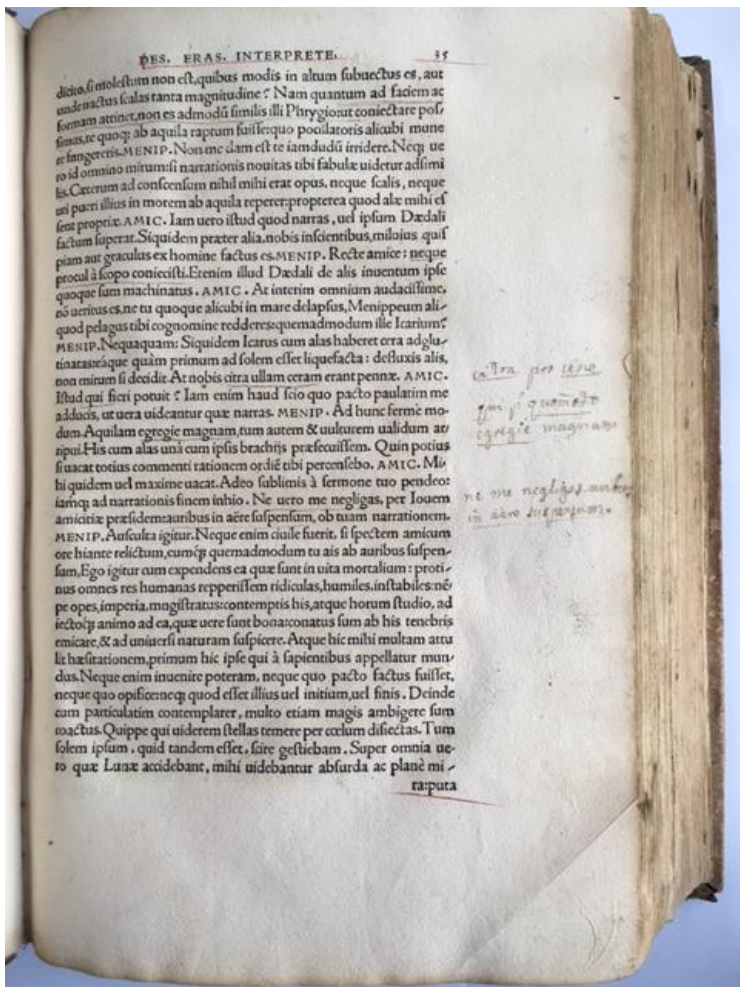 DES. ERAS. INTERPRETE. 35
dicito, si molestum non est, quibus modis in altum subuectus es, aut
unde nactus scalas tanta magnitudine? Nam quantum ad faciem ac
formam attinet, non es admodũ similis illi Phrygio: ut coniectare pos/
simus, te quoq; ab aquila raptum fuisse: quo pocillatoris alicubi mune
re fungereris. MENIP. Non me clam est te iamdudũ irridere. Neq; ue
ro id omnino mirum: si narrationis nouitas tibi fabulæ uidetur adsimi
lis. Cæterum ad conscensum nihil mihi erat opus, neque scalis, neque
uti pueri illius in morem ab aquila reperer: propterea quod alæ mihi es
sent propriæ. AMIC. Iam uero istud quod narras, uel ipsum Dædali
factum superat. Siquidem præter alia, nobis inscientibus, miluius quis
piam aut graculus ex homine factus es. MENIP. Recte amice: neque
procul à scopo coniecisti. Etenim illud Dædali de alis inuentum ipse
quoque sum machinatus. AMIC. At interim omnium audacissime,
nõ ueritus es, ne tu quoque alicubi in mare delapsus, Menippeum ali/
quod pelagus tibi cognomine redderes: quemadmodum ille Icarium?
MENIP. Nequaquam: Siquidem Icarus cum alas haberet cera adglu/
tinatas: eáque quàm primum ad solem esset liquefacta: defluxis alis,
non mirum si decidit. At nobis citra ullam ceram erant pennæ. AMIC.
Istud qui fieri potuit? Iam enim haud scio quo pacto paulatim me
adducis, ut uera uideantur quæ narras. MENIP. Ad hunc fermè mo/
dum. Aquilam egregie magnam, tum autem & uulturem ualidum ar/
ripui. His cum alas unà cum ipsis brachijs præsecuissem. Quin potius
si uacat totius commenti rationem ordiẽ tibi percensebo. AMIC. Mi/
hi quidem uel maxime uacat. Adeo sublimis à sermone tuo pendeo:
iamq; ad narrationis finem inhio. Ne uero me negligas, per Iouem
amicitiæ præsidem: auribus in aëre suspensum, ob tuam narrationem.
MENIP. Ausculta igitur. Neque enim ciuile fuerit, si spectem amicum
ore hiante relictum, cumq; quemadmodum tu ais ab auribus suspen/
sum, Ego igitur cum expendens ea quæ sunt in uita mortalium: proti/
nus omnes res humanas repperissem ridiculas, humiles, instabiles: nẽ/
pe opes, imperia, magistratus: contemptis his, atque horum studio, ad
iectoq; animo ad ea, quæ uere sunt bona: conatus sum ab his tenebris
emicare, & ad uniuersi naturam suspicere. Atque hic mihi multam attu
lit hæsitationem, primum hic ipse qui à sapientibus appellatur mun/
dus. Neque enim inuenire poteram, neque quo pacto factus fuisset,
neque quo opifice: neq; quod esset illius uel initium, uel finis. Deinde
cum particulatim contemplarer, multo etiam magis ambigere sum
coactus. Quippe qui uiderem stellas temere per cœlum disiectas. Tum
solem ipsum, quid tandem esset, scire gestiebam. Super omnia ue/
ro quæ Lunæ accidebant, mihi uidebantur absurda ac planè mi/
ra: puta
citra pro sine
qui p̃ quomodo
egregie magnam
ne me negligas auribus
in aere suspensum.